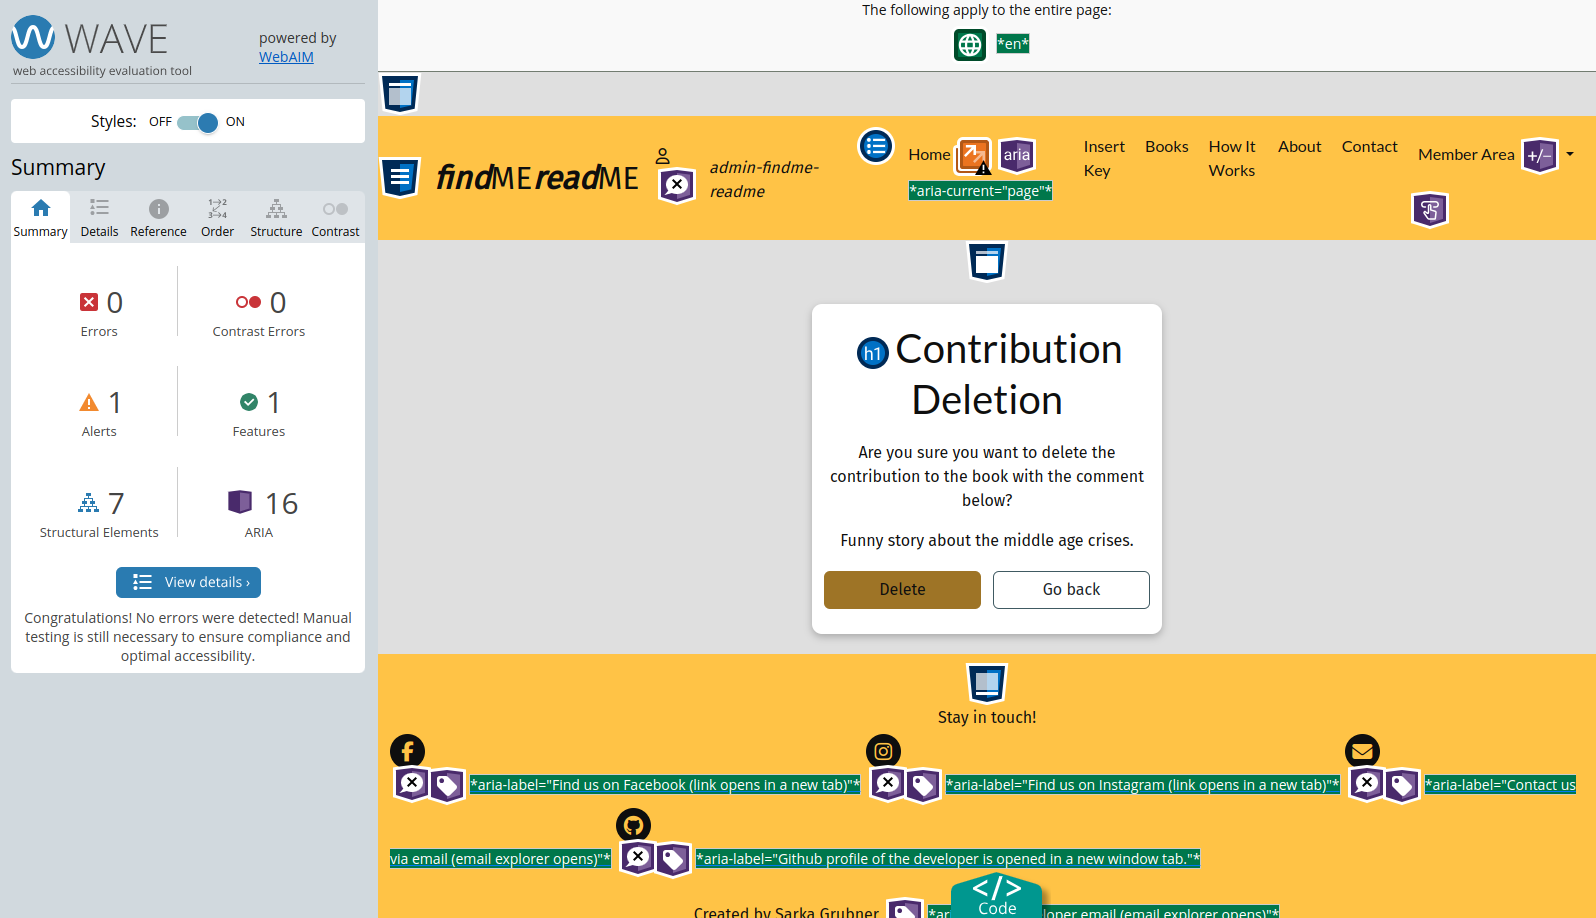 WAVE
powered by
WebAIM
web accessibility evaluation tool
Styles: OFF ON
Summary
Summary Details Reference Order Structure Contrast
0
Errors
0
Contrast Errors
1
Alerts
1
Features
7
Structural Elements
16
ARIA
View details ›
Congratulations! No errors were detected! Manual
testing is still necessary to ensure compliance and
optimal accessibility.
The following apply to the entire page:
*en*
findMEreadME
admin-findme-
readme
Home
aria
*aria-current="page"*
Insert
Key
Books
How It
Works
About
Contact
Member Area
+/-
h1 Contribution
Deletion
Are you sure you want to delete the
contribution to the book with the comment
below?
Funny story about the middle age crises.
Delete
Go back
Stay in touch!
*aria-label="Find us on Facebook (link opens in a new tab)"*
*aria-label="Find us on Instagram (link opens in a new tab)"*
*aria-label="Contact us
via email (email explorer opens)"*
*aria-label="Github profile of the developer is opened in a new window tab."*
</>
Code
Created by Sarka Grubner
*ar
loper email (email explorer opens)"*